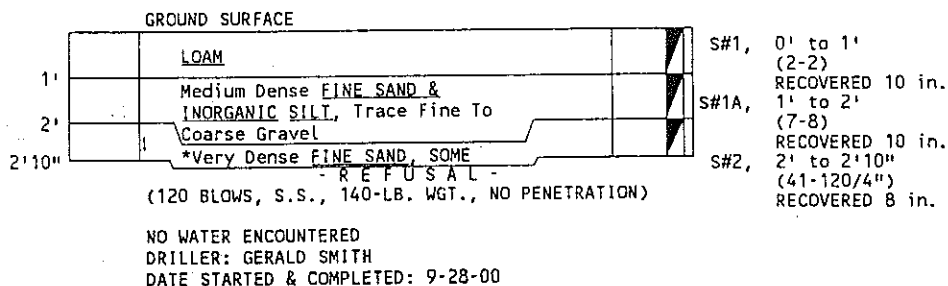 GROUND SURFACE
LOAM
S#1, 0' to 1'
(2-2)
RECOVERED 10 in.
1'
Medium Dense FINE SAND &
INORGANIC SILT, Trace Fine To
Coarse Gravel
S#1A, 1' to 2'
(7-8)
RECOVERED 10 in.
2'
*Very Dense FINE SAND, SOME
2'10"
- R E F U S A L -
S#2, 2' to 2'10"
(41-120/4")
RECOVERED 8 in.
(120 BLOWS, S.S., 140-LB. WGT., NO PENETRATION)
NO WATER ENCOUNTERED
DRILLER: GERALD SMITH
DATE STARTED & COMPLETED: 9-28-00